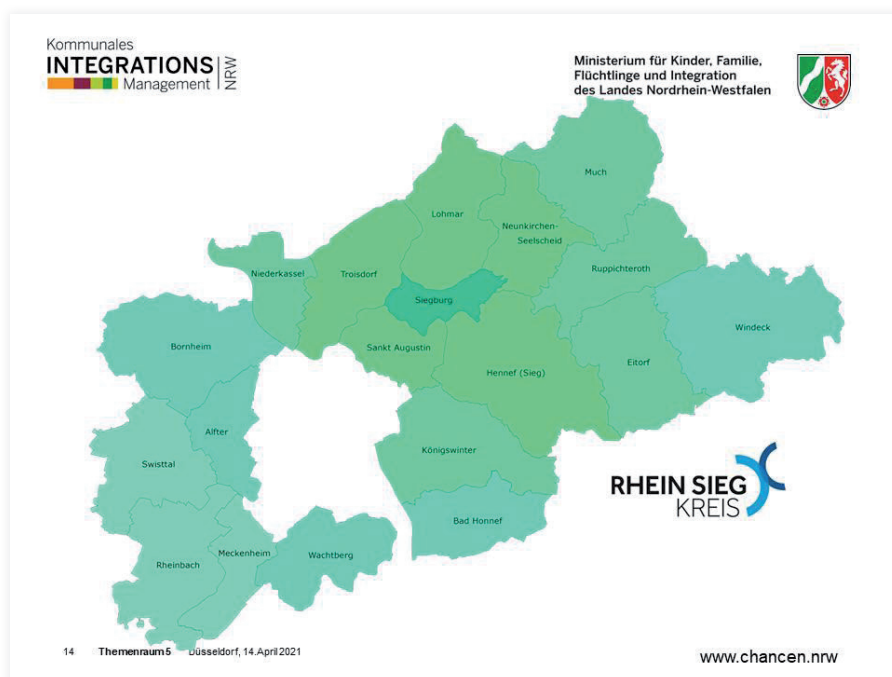 Kommunales
INTEGRATIONS
Management
NRW
Ministerium für Kinder, Familie,
Flüchtlinge und Integration
des Landes Nordrhein-Westfalen
Much
Lohmar
Neunkirchen-
Seelscheid
Niederkassel
Troisdorf
Ruppichteroth
Siegburg
Windeck
Bornheim
Sankt Augustin
Eitorf
Hennef (Sieg)
Alfter
Königswinter
Swisttal
RHEIN SIEG
KREIS
Bad Honnef
Meckenheim
Wachtberg
Rheinbach
14 Themenraum 5 Düsseldorf, 14.April 2021
www.chancen.nrw